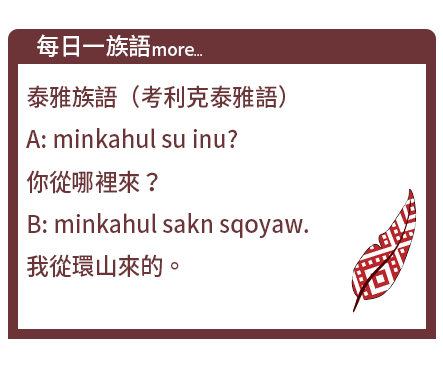 每日一族語more...
泰雅族語（考利克泰雅語）
A: minkahul su inu?
你從哪裡來？
B: minkahul sakn sqoyaw.
我從環山來的。